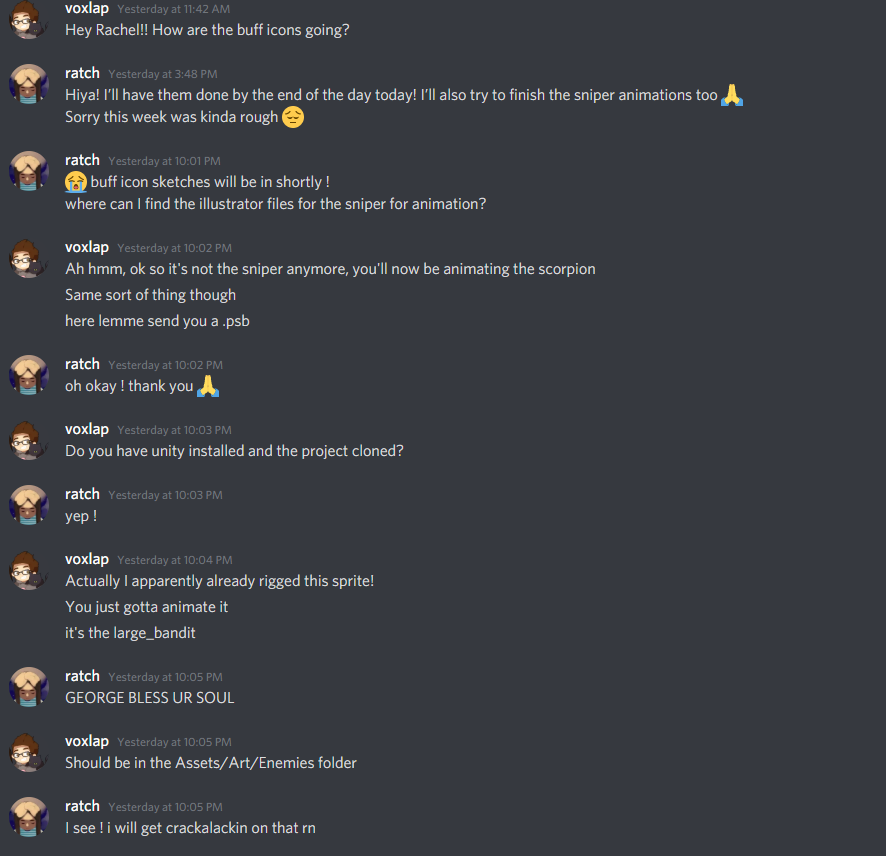 voxlap Yesterday at 11:42 AM
Hey Rachel!! How are the buff icons going?
ratch Yesterday at 3:48 PM
Hiya! I’ll have them done by the end of the day today! I’ll also try to finish the sniper animations too 🙏
Sorry this week was kinda rough 😔
ratch Yesterday at 10:01 PM
😭 buff icon sketches will be in shortly !
where can I find the illustrator files for the sniper for animation?
voxlap Yesterday at 10:02 PM
Ah hmm, ok so it's not the sniper anymore, you'll now be animating the scorpion
Same sort of thing though
here lemme send you a .psb
ratch Yesterday at 10:02 PM
oh okay ! thank you 🙏
voxlap Yesterday at 10:03 PM
Do you have unity installed and the project cloned?
ratch Yesterday at 10:03 PM
yep !
voxlap Yesterday at 10:04 PM
Actually I apparently already rigged this sprite!
You just gotta animate it
it's the large_bandit
ratch Yesterday at 10:05 PM
GEORGE BLESS UR SOUL
voxlap Yesterday at 10:05 PM
Should be in the Assets/Art/Enemies folder
ratch Yesterday at 10:05 PM
I see ! i will get crackalackin on that rn